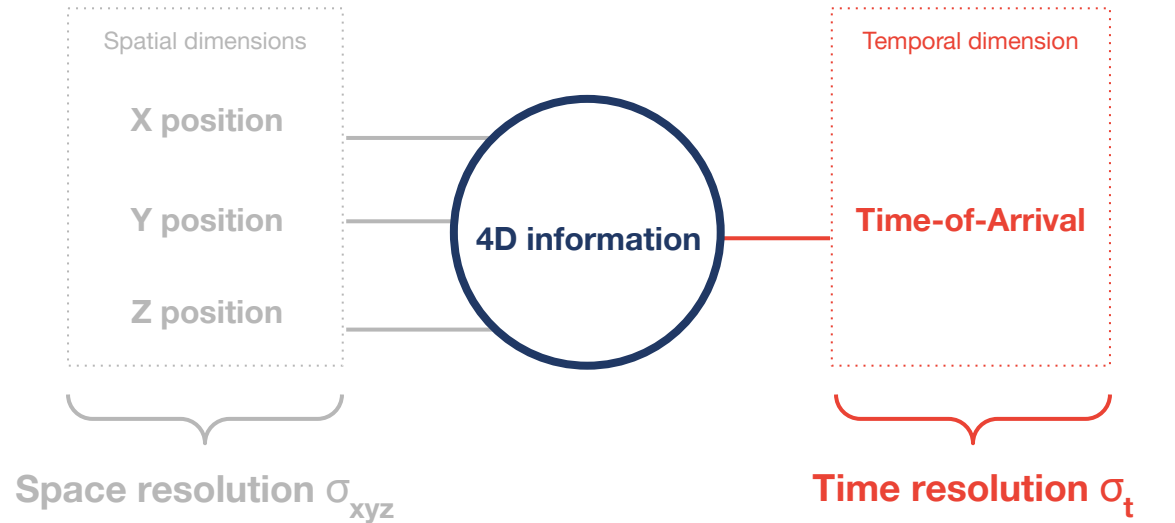 Spatial dimensions
X position
Y position
Z position
Space resolution σxyz
4D information
Temporal dimension
Time-of-Arrival
Time resolution σt